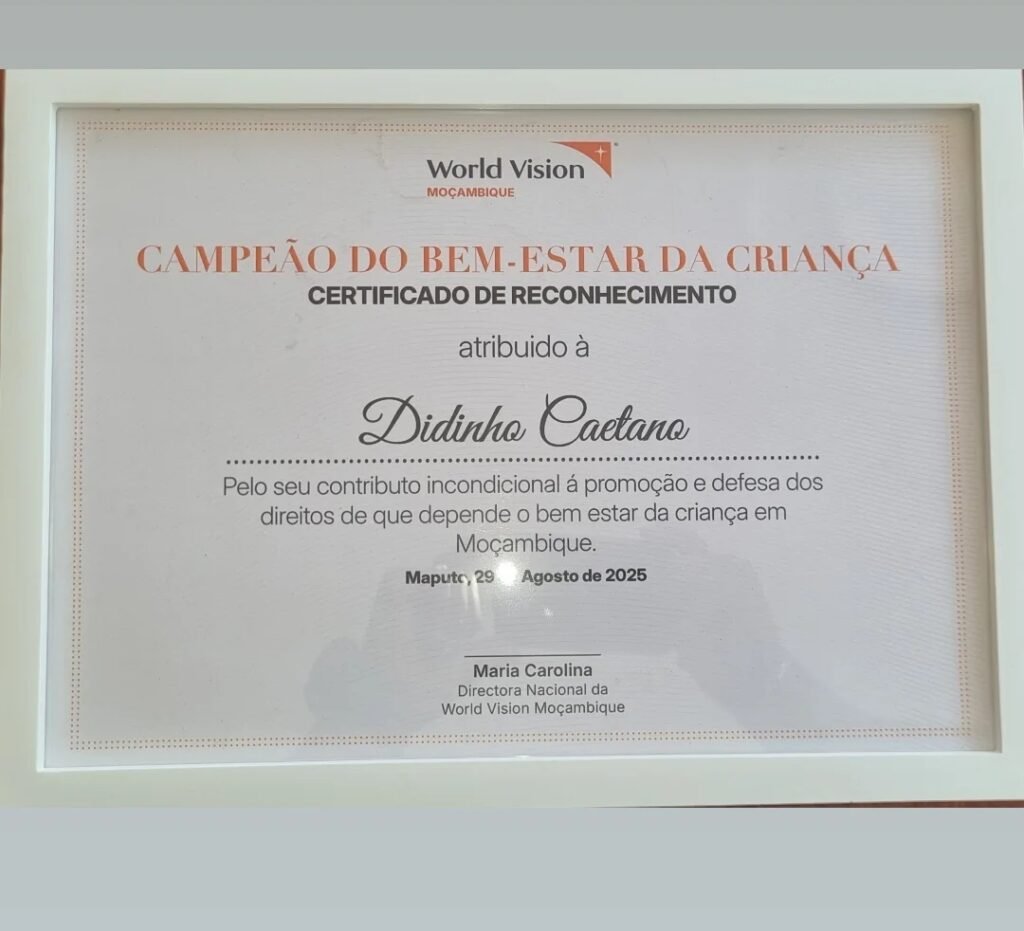 World Vision
MOÇAMBIQUE
CAMPEÃO DO BEM-ESTAR DA CRIANÇA
CERTIFICADO DE RECONHECIMENTO
atribuido à
Didinho Caetano
Pelo seu contributo incondicional á promoção e defesa dos
direitos de que depende o bem estar da criança em
Moçambique.
Maputo, 29 Agosto de 2025
Maria Carolina
Directora Nacional da
World Vision Moçambique